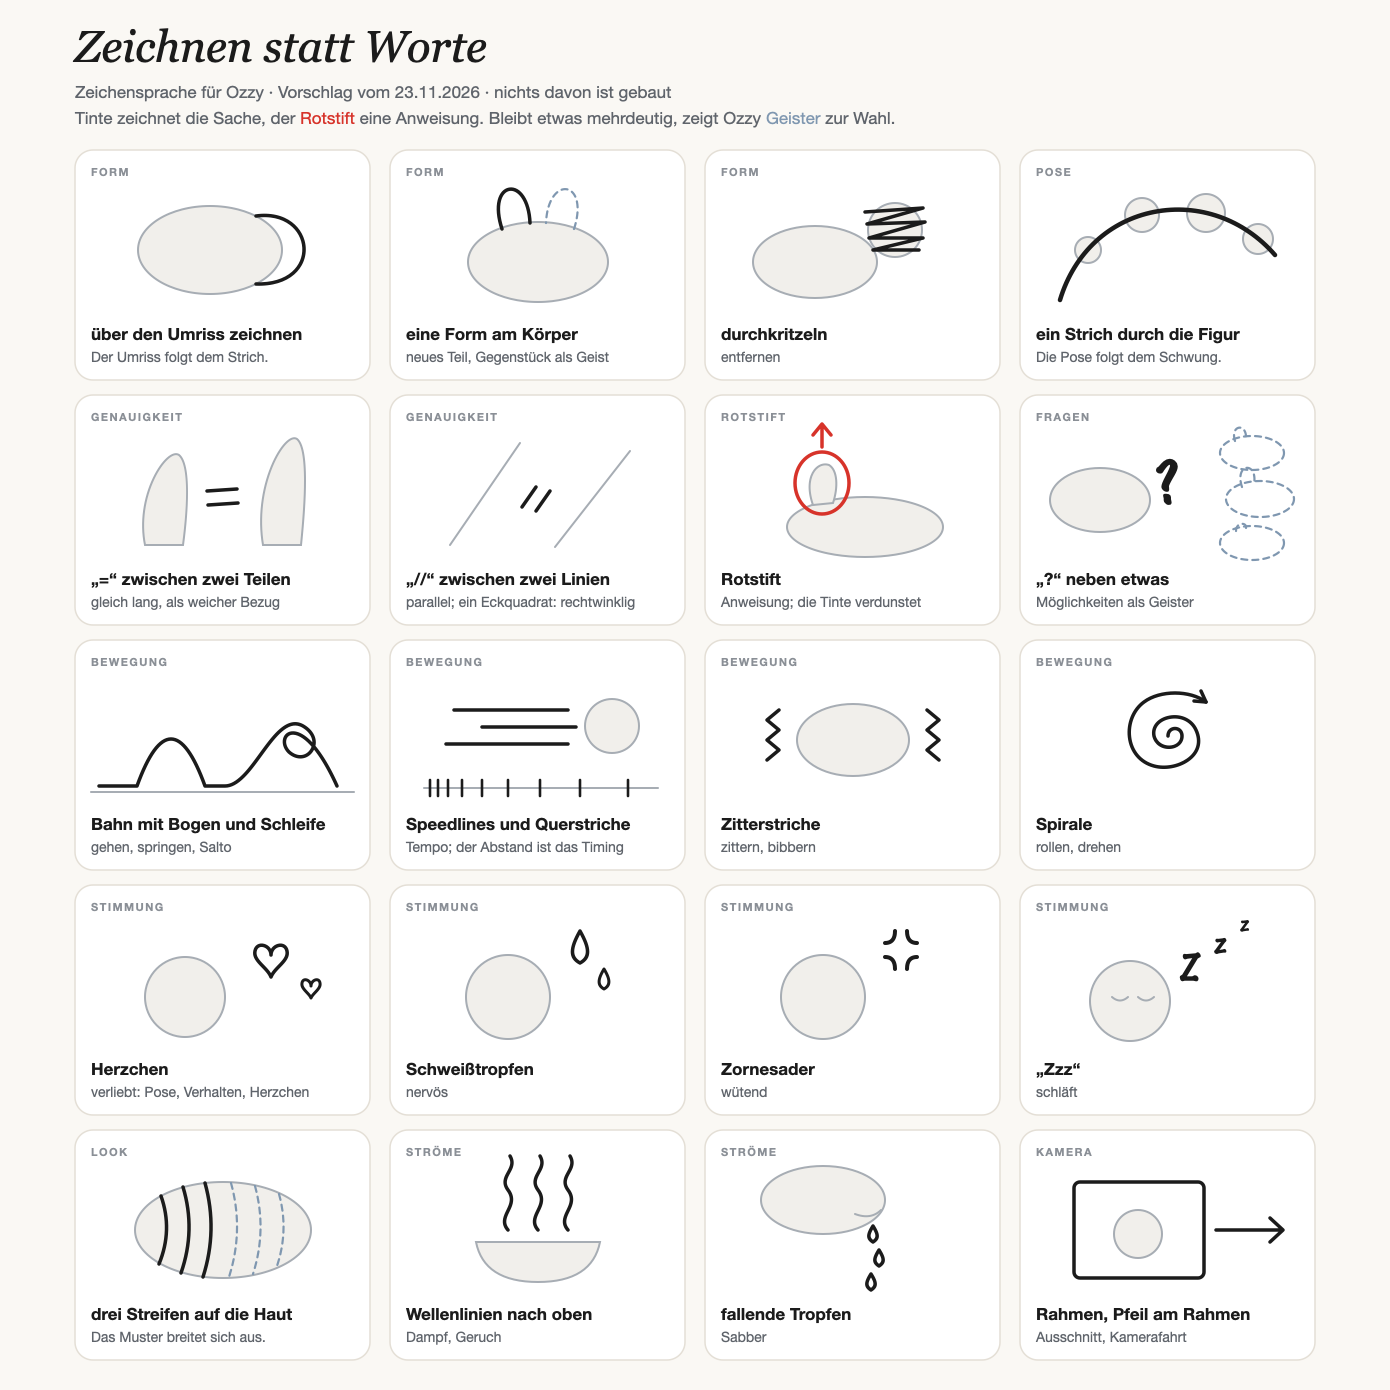 Zeichnen statt Worte
Zeichensprache für Ozzy · Vorschlag vom 23.11.2026 · nichts davon ist gebaut
Tinte zeichnet die Sache, der Rotstift eine Anweisung. Bleibt etwas mehrdeutig, zeigt Ozzy Geister zur Wahl.
FORM
über den Umriss zeichnen
Der Umriss folgt dem Strich.
FORM
eine Form am Körper
neues Teil, Gegenstück als Geist
FORM
durchkritzeln
entfernen
POSE
ein Strich durch die Figur
Die Pose folgt dem Schwung.
GENAUIGKEIT
=
„=“ zwischen zwei Teilen
gleich lang, als weicher Bezug
GENAUIGKEIT
//
„//“ zwischen zwei Linien
parallel; ein Eckquadrat: rechtwinklig
ROTSTIFT
Rotstift
Anweisung; die Tinte verdunstet
FRAGEN
?
„?“ neben etwas
Möglichkeiten als Geister
BEWEGUNG
Bahn mit Bogen und Schleife
gehen, springen, Salto
BEWEGUNG
Speedlines und Querstriche
Tempo; der Abstand ist das Timing
BEWEGUNG
Zitterstriche
zittern, bibbern
BEWEGUNG
Spirale
rollen, drehen
STIMMUNG
Herzchen
verliebt: Pose, Verhalten, Herzchen
STIMMUNG
Schweißtropfen
nervös
STIMMUNG
Zornesader
wütend
STIMMUNG
z z z
„Zzz“
schläft
LOOK
drei Streifen auf die Haut
Das Muster breitet sich aus.
STRÖME
Wellenlinien nach oben
Dampf, Geruch
STRÖME
fallende Tropfen
Sabber
KAMERA
Rahmen, Pfeil am Rahmen
Ausschnitt, Kamerafahrt